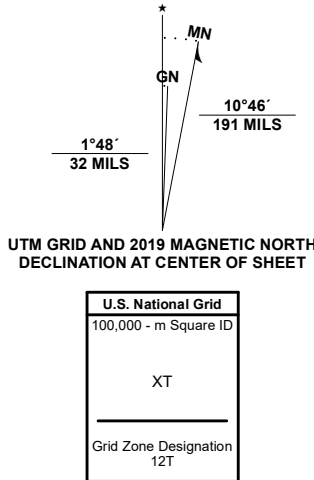 ★
MN
GN
10°46´
191 MILS
1°48´
32 MILS
UTM GRID AND 2019 MAGNETIC NORTH
DECLINATION AT CENTER OF SHEET
U.S. National Grid
100,000 - m Square ID
XT
Grid Zone Designation
12T